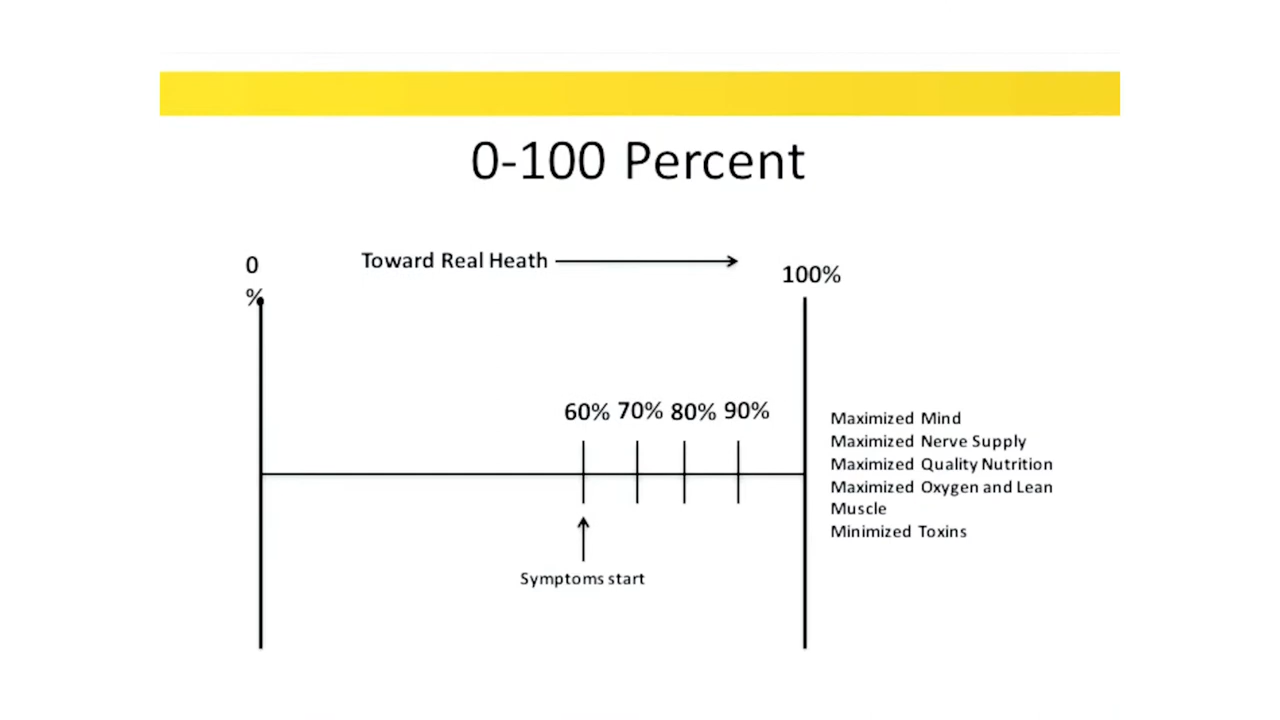 0-100 Percent
0
%
Toward Real Heath
100%
60% 70% 80% 90%
Maximized Mind
Maximized Nerve Supply
Maximized Quality Nutrition
Maximized Oxygen and Lean
Muscle
Minimized Toxins
Symptoms start